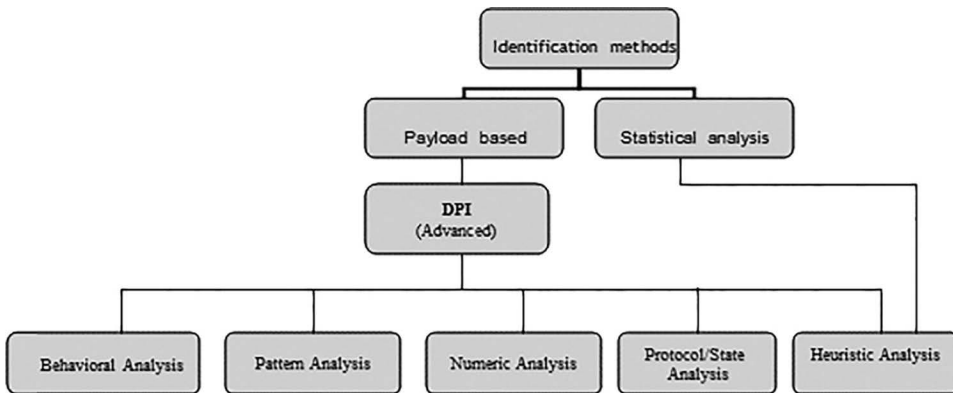 Identification methods
Payload based
Statistical analysis
DPI
(Advanced)
Behavioral Analysis
Pattern Analysis
Numeric Analysis
Protocol/State
Analysis
Heuristic Analysis